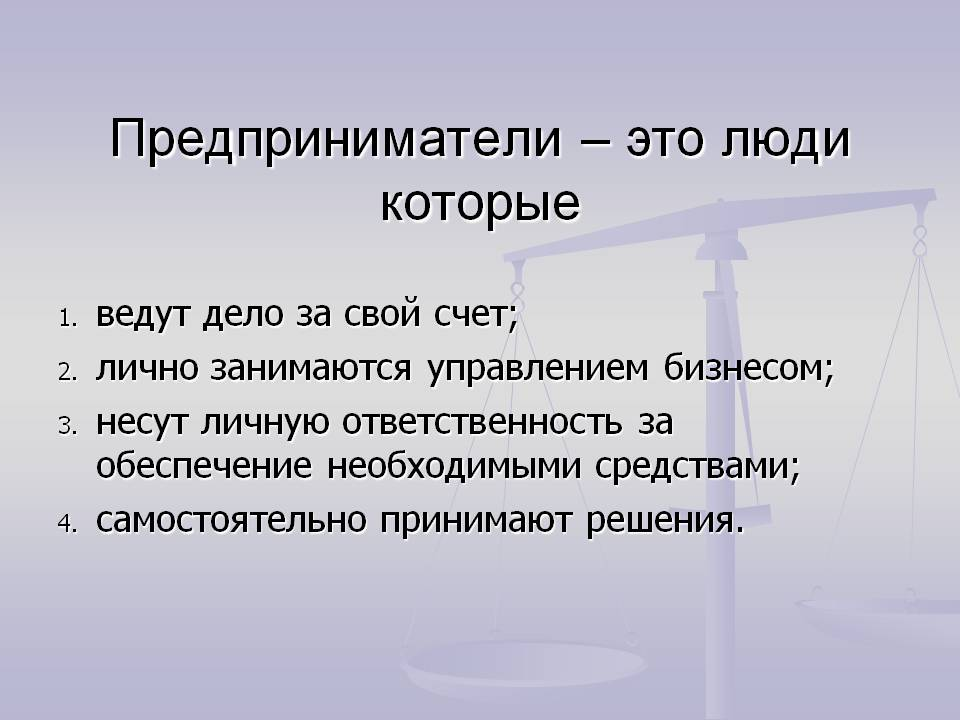 Предприниматели – это люди
которые
1. ведут дело за свой счет;
2. лично занимаются управлением бизнесом;
3. несут личную ответственность за
обеспечение необходимыми средствами;
4. самостоятельно принимают решения.